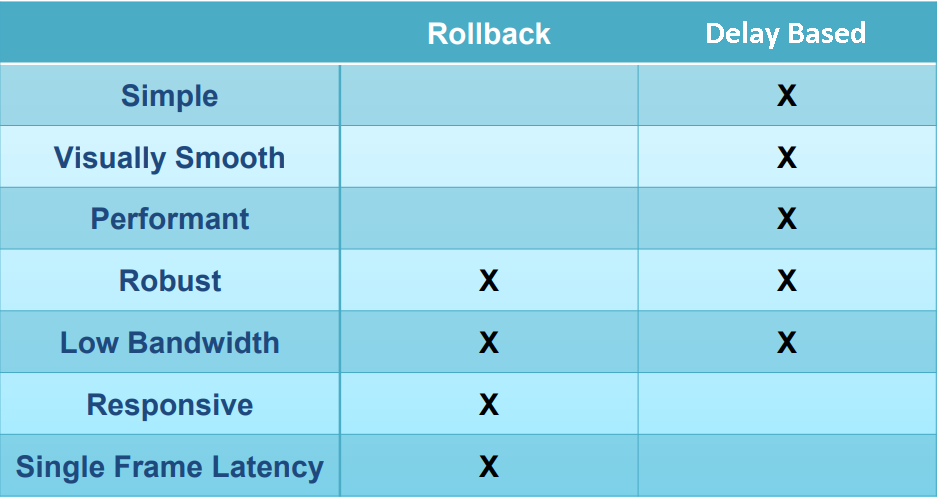 Rollback Delay Based
Simple X
Visually Smooth X
Performant X
Robust X X
Low Bandwidth X X
Responsive X
Single Frame Latency X